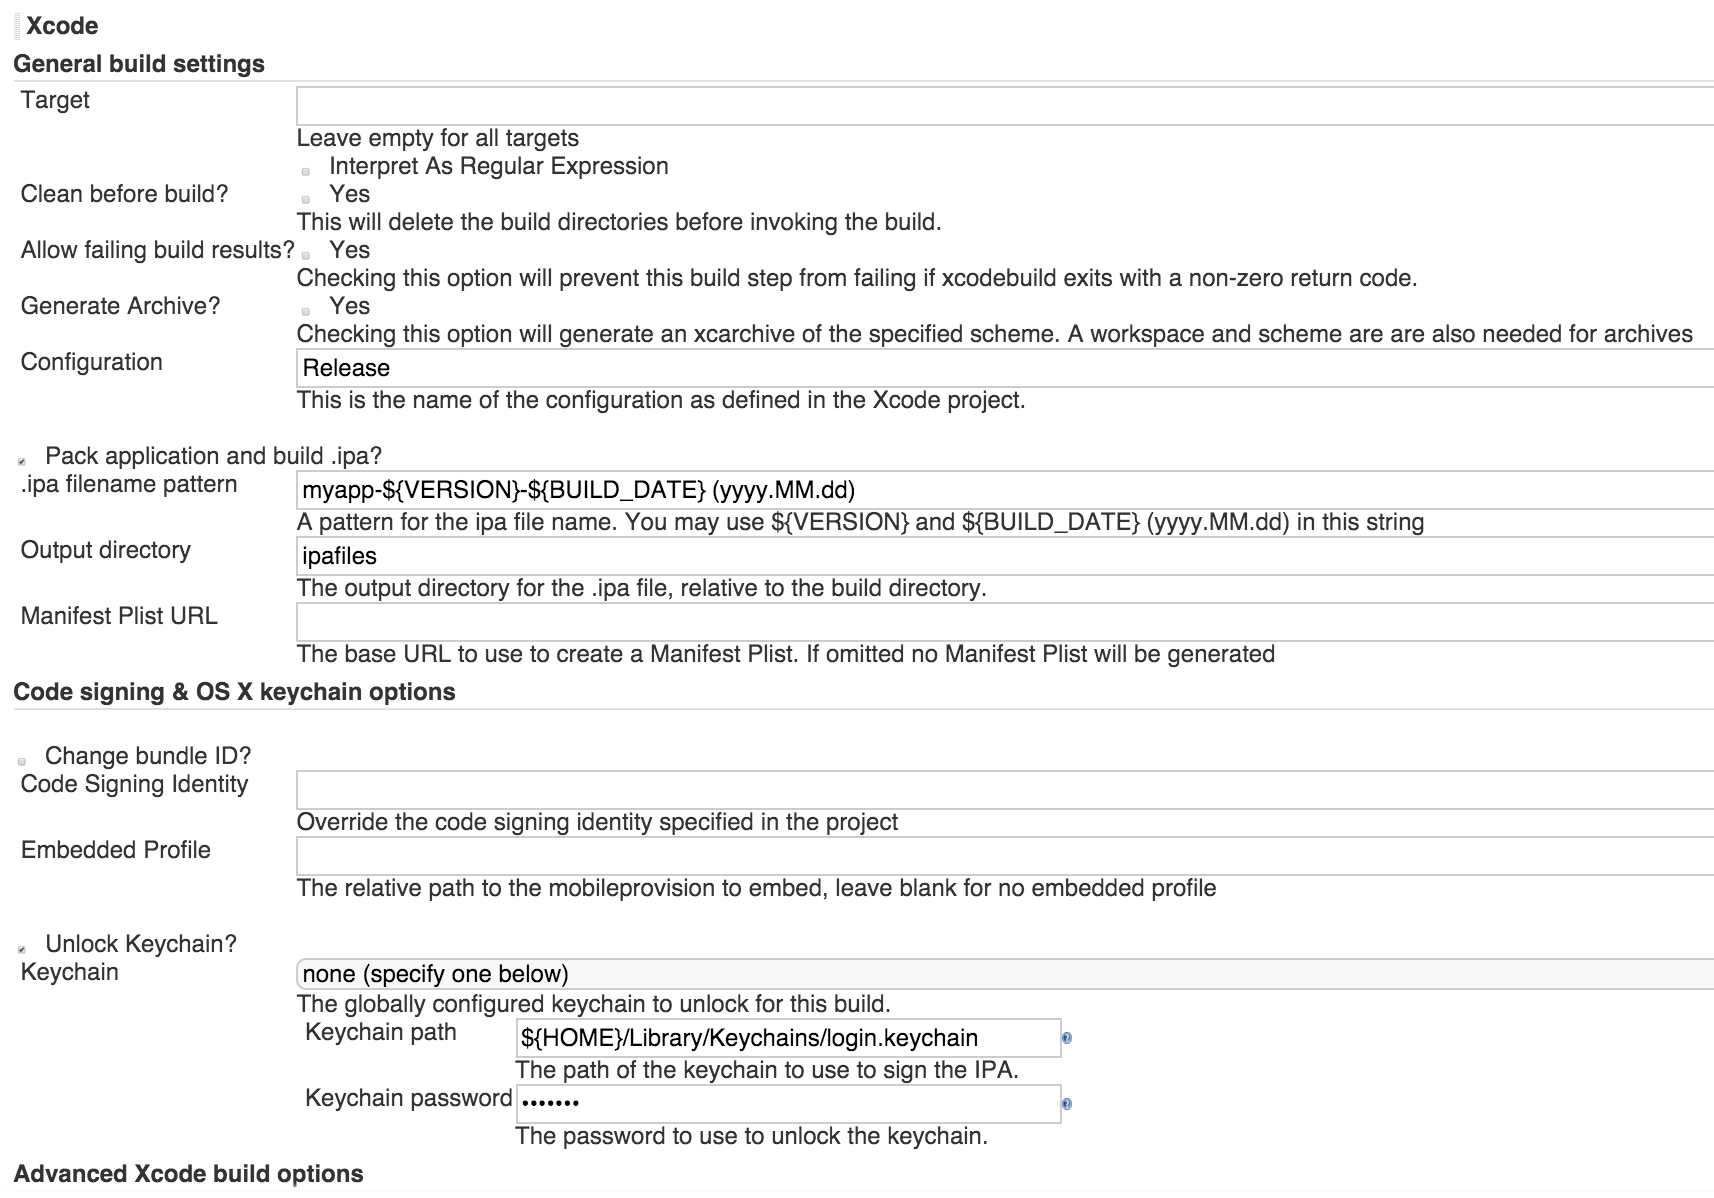 Xcode
General build settings
Target
Leave empty for all targets
Interpret As Regular Expression
Clean before build? Yes
This will delete the build directories before invoking the build.
Allow failing build results? Yes
Checking this option will prevent this build step from failing if xcodebuild exits with a non-zero return code.
Generate Archive? Yes
Checking this option will generate an xcarchive of the specified scheme. A workspace and scheme are are also needed for archives
Configuration Release
This is the name of the configuration as defined in the Xcode project.
Pack application and build .ipa?
.ipa filename pattern myapp-${VERSION}-${BUILD_DATE} (yyyy.MM.dd)
A pattern for the ipa file name. You may use ${VERSION} and ${BUILD_DATE} (yyyy.MM.dd) in this string
Output directory ipafiles
The output directory for the .ipa file, relative to the build directory.
Manifest Plist URL
The base URL to use to create a Manifest Plist. If omitted no Manifest Plist will be generated
Code signing & OS X keychain options
Change bundle ID?
Code Signing Identity
Override the code signing identity specified in the project
Embedded Profile
The relative path to the mobileprovision to embed, leave blank for no embedded profile
Unlock Keychain?
Keychain none (specify one below)
The globally configured keychain to unlock for this build.
Keychain path ${HOME}/Library/Keychains/login.keychain ?
The path of the keychain to use to sign the IPA.
Keychain password ••••••• ?
The password to use to unlock the keychain.
Advanced Xcode build options